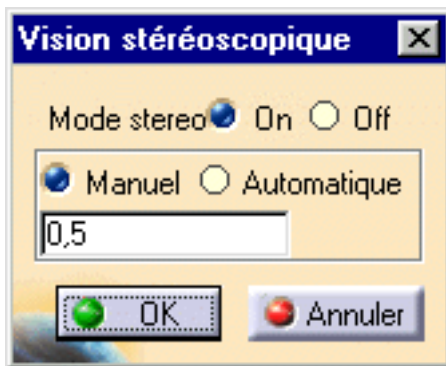 Vision stéréoscopique
Mode stereo On Off
Manuel Automatique
0,5
OK Annuler